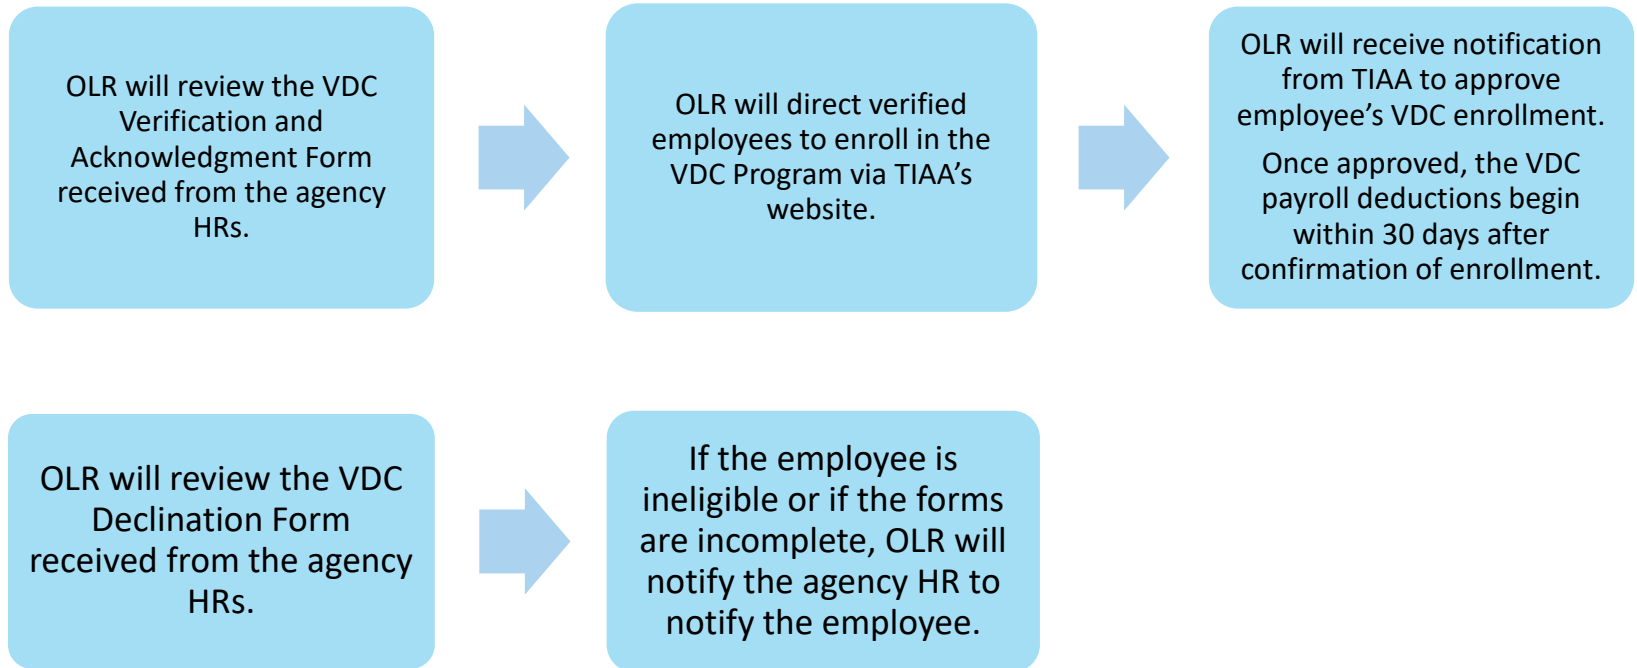 OLR will review the VDC
Verification and
Acknowledgment Form
received from the agency
HRs.
OLR will direct verified
employees to enroll in the
VDC Program via TIAA’s
website.
OLR will receive notification
from TIAA to approve
employee’s VDC enrollment.
Once approved, the VDC
payroll deductions begin
within 30 days after
confirmation of enrollment.
OLR will review the VDC
Declination Form
received from the agency
HRs.
If the employee is
ineligible or if the forms
are incomplete, OLR will
notify the agency HR to
notify the employee.